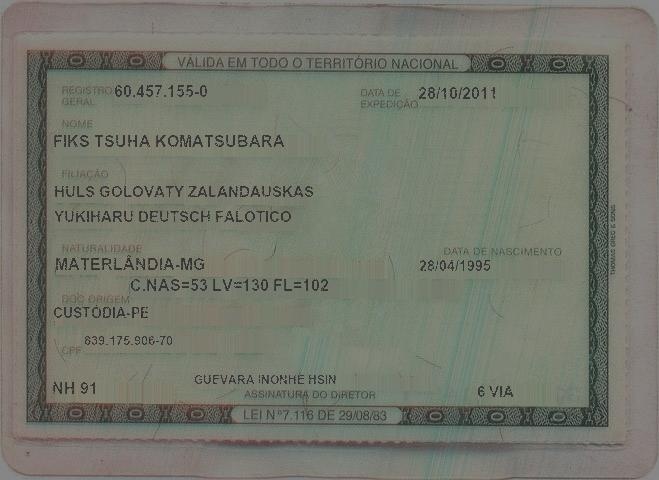 VÁLIDA EM TODO O TERRITÓRIO NACIONAL
REGISTRO GERAL 60.457.155-0 DATA DE EXPEDIÇÃO 28/10/2011
NOME
FIKS TSUHA KOMATSUBARA
FILIAÇÃO
HULS GOLOVATY ZALANDAUSKAS
YUKIHARU DEUTSCH FALOTICO
NATURALIDADE DATA DE NASCIMENTO
MATERLÂNDIA-MG 28/04/1995
C.NAS=53 LV=130 FL=102
DOC ORIGEM
CUSTÓDIA-PE
839.175.906-70
CPF
GUEVARA INONHE HSIN
NH 91 6 VIA
ASSINATURA DO DIRETOR
LEI Nº 7.116 DE 29/08/83
THOMAS GREG & SONS